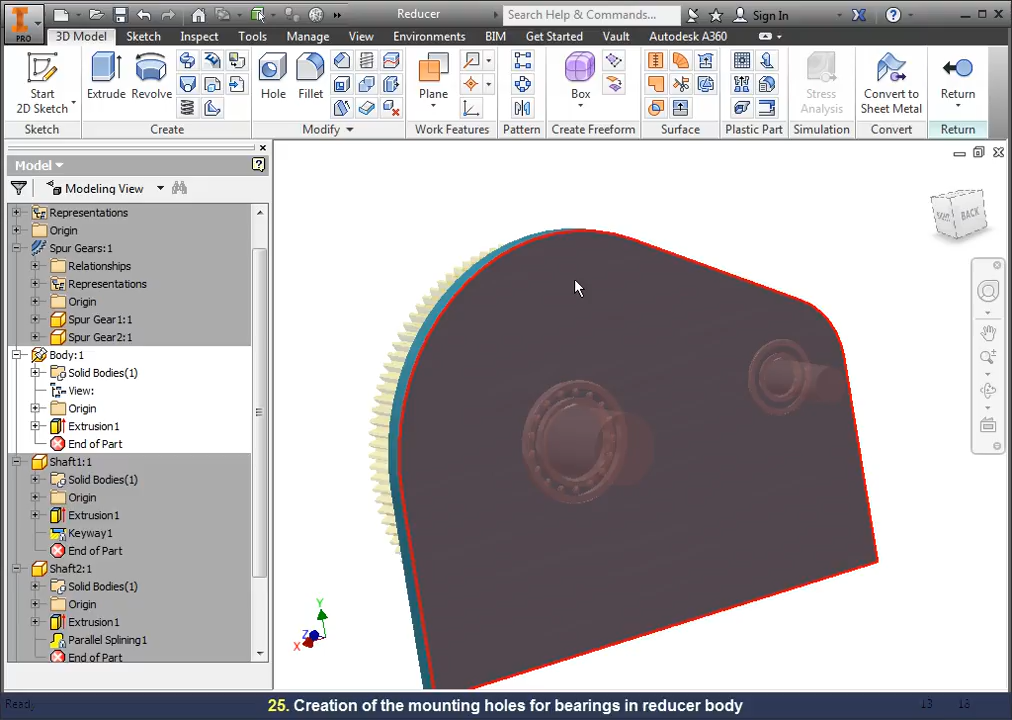 Reducer
Search Help & Commands...
Sign In
PRO
3D Model
Sketch
Inspect
Tools
Manage
View
Environments
BIM
Get Started
Vault
Autodesk A360
Start
2D Sketch
Extrude
Revolve
Hole
Fillet
Plane
Box
Stress
Analysis
Convert to
Sheet Metal
Return
Sketch
Create
Modify
Work Features
Pattern
Create Freeform
Surface
Plastic Part
Simulation
Convert
Return
Model
Modeling View
Representations
Origin
Spur Gears:1
Relationships
Representations
Origin
Spur Gear1:1
Spur Gear2:1
Body:1
Solid Bodies(1)
View:
Origin
Extrusion1
End of Part
Shaft1:1
Solid Bodies(1)
Origin
Extrusion1
Keyway1
End of Part
Shaft2:1
Solid Bodies(1)
Origin
Extrusion1
Parallel Splining1
End of Part
BACK
Y
Z
X
Ready
25. Creation of the mounting holes for bearings in reducer body